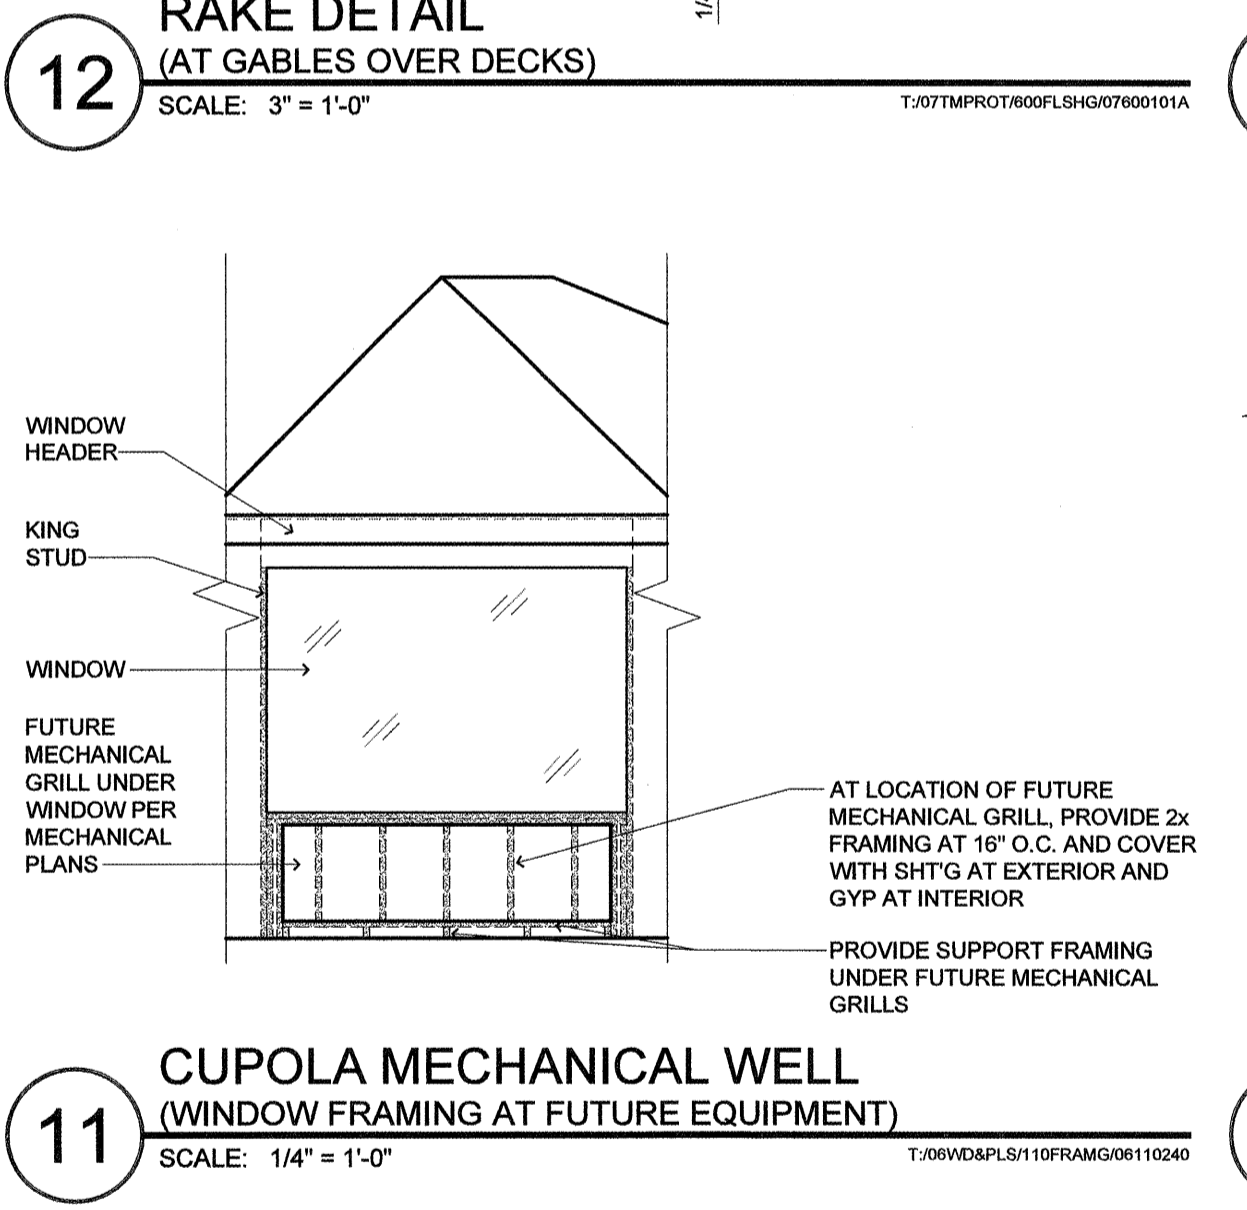 RAKE DETAIL
12
(AT GABLES OVER DECKS)
SCALE: 3" = 1'-0"
T:/07TMPROT/600FLSHG/07600101A
WINDOW
HEADER
KING
STUD
WINDOW
FUTURE
MECHANICAL
GRILL UNDER
WINDOW PER
MECHANICAL
PLANS
AT LOCATION OF FUTURE
MECHANICAL GRILL, PROVIDE 2x
FRAMING AT 16" O.C. AND COVER
WITH SHT'G AT EXTERIOR AND
GYP AT INTERIOR
PROVIDE SUPPORT FRAMING
UNDER FUTURE MECHANICAL
GRILLS
CUPOLA MECHANICAL WELL
11
(WINDOW FRAMING AT FUTURE EQUIPMENT)
SCALE: 1/4" = 1'-0"
T:/06WD&PLS/110FRAMG/06110240